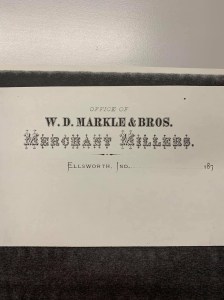 OFFICE OF
W. D. MARKLE & BROS.
MERCHANT MILLERS.
ELLSWORTH, IND. 187